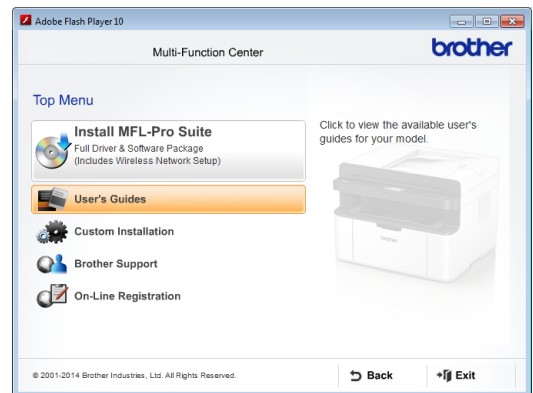 Adobe Flash Player 10
Multi-Function Center
brother
Top Menu
Install MFL-Pro Suite
Full Driver & Software Package
(Includes Wireless Network Setup)
User's Guides
Custom Installation
Brother Support
On-Line Registration
Click to view the available user's
guides for your model.
brother
© 2001-2014 Brother Industries, Ltd. All Rights Reserved.
Back
Exit